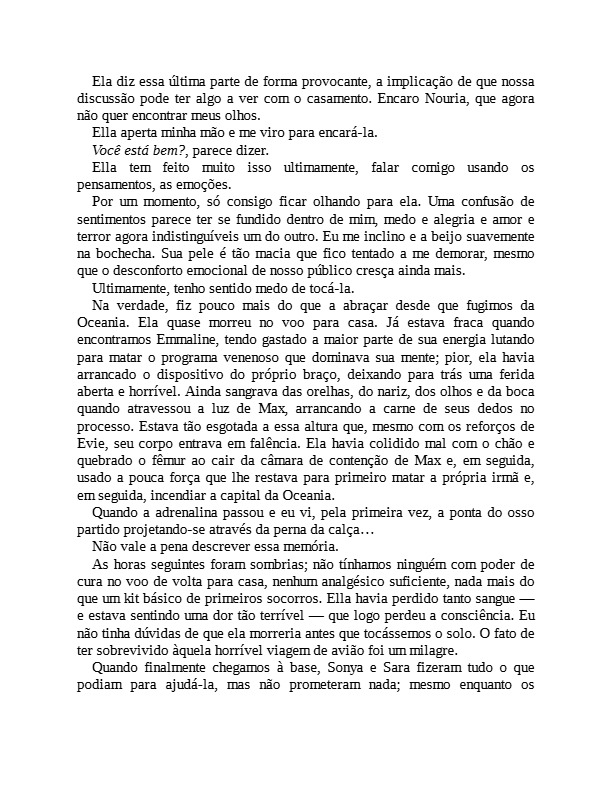 Ela diz essa última parte de forma provocante, a implicação de que nossa
discussão pode ter algo a ver com o casamento. Encaro Nouria, que agora
não quer encontrar meus olhos.
Ella aperta minha mão e me viro para encará-la.
Você está bem?, parece dizer.
Ella tem feito muito isso ultimamente, falar comigo usando os
pensamentos, as emoções.
Por um momento, só consigo ficar olhando para ela. Uma confusão de
sentimentos parece ter se fundido dentro de mim, medo e alegria e amor e
terror agora indistinguíveis um do outro. Eu me inclino e a beijo suavemente
na bochecha. Sua pele é tão macia que fico tentado a me demorar, mesmo
que o desconforto emocional de nosso público cresça ainda mais.
Ultimamente, tenho sentido medo de tocá-la.
Na verdade, fiz pouco mais do que a abraçar desde que fugimos da
Oceania. Ela quase morreu no voo para casa. Já estava fraca quando
encontramos Emmaline, tendo gastado a maior parte de sua energia lutando
para matar o programa venenoso que dominava sua mente; pior, ela havia
arrancado o dispositivo do próprio braço, deixando para trás uma ferida
aberta e horrível. Ainda sangrava das orelhas, do nariz, dos olhos e da boca
quando atravessou a luz de Max, arrancando a carne de seus dedos no
processo. Estava tão esgotada a essa altura que, mesmo com os reforços de
Evie, seu corpo entrava em falência. Ela havia colidido mal com o chão e
quebrado o fêmur ao cair da câmara de contenção de Max e, em seguida,
usado a pouca força que lhe restava para primeiro matar a própria irmã e,
em seguida, incendiar a capital da Oceania.
Quando a adrenalina passou e eu vi, pela primeira vez, a ponta do osso
partido projetando-se através da perna da calça…
Não vale a pena descrever essa memória.
As horas seguintes foram sombrias; não tínhamos ninguém com poder de
cura no voo de volta para casa, nenhum analgésico suficiente, nada mais do
que um kit básico de primeiros socorros. Ella havia perdido tanto sangue —
e estava sentindo uma dor tão terrível — que logo perdeu a consciência. Eu
não tinha dúvidas de que ela morreria antes que tocássemos o solo. O fato de
ter sobrevivido àquela horrível viagem de avião foi um milagre.
Quando finalmente chegamos à base, Sonya e Sara fizeram tudo o que
podiam para ajudá-la, mas não prometeram nada; mesmo enquanto os